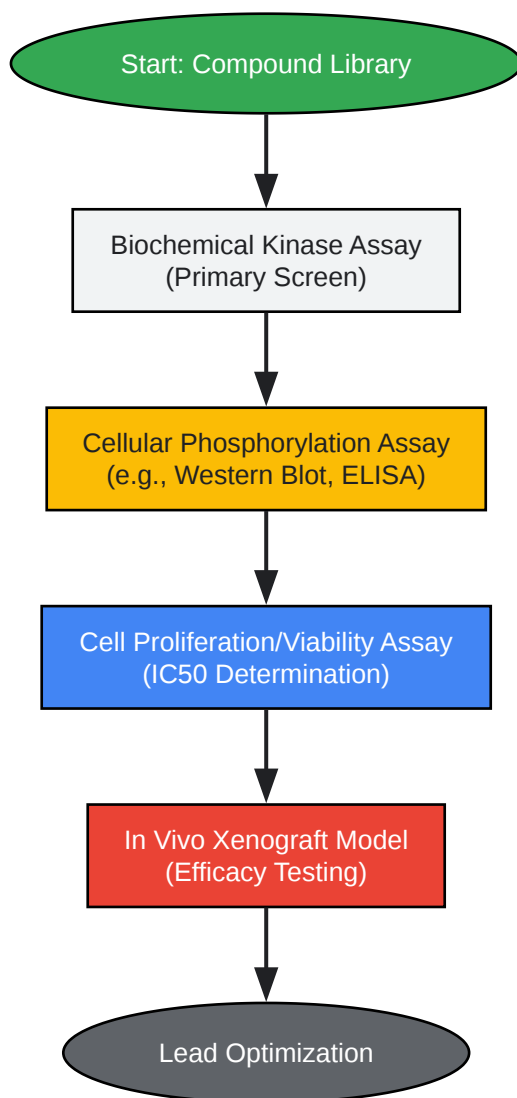 Start: Compound Library
Biochemical Kinase Assay
(Primary Screen)
Cellular Phosphorylation Assay
(e.g., Western Blot, ELISA)
Cell Proliferation/Viability Assay
(IC50 Determination)
In Vivo Xenograft Model
(Efficacy Testing)
Lead Optimization